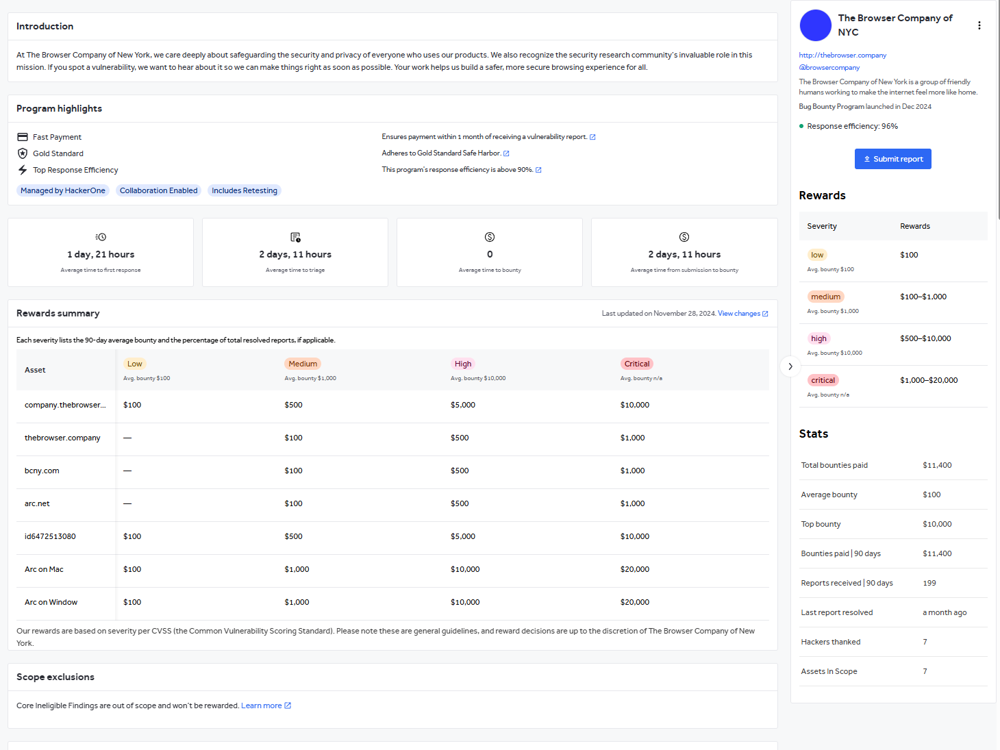 Introduction
At The Browser Company of New York, we care deeply about safeguarding the security and privacy of everyone who uses our products. We also recognize the security research community's invaluable role in this
mission. If you spot a vulnerability, we want to hear about it so we can make things right as soon as possible. Your work helps us build a safer, more secure browsing experience for all.
Program highlights
Fast Payment
Ensures payment within 1 month of receiving a vulnerability report.
Gold Standard
Adheres to Gold Standard Safe Harbor.
Top Response Efficiency
This program's response efficiency is above 90%.
Managed by HackerOne Collaboration Enabled Includes Retesting
1 day, 21 hours
Average time to first response
2 days, 11 hours
Average time to triage
0
Average time to bounty
2 days, 11 hours
Average time from submission to bounty
Rewards summary
Last updated on November 28, 2024. View changes
Each severity lists the 90-day average bounty and the percentage of total resolved reports, if applicable.
Asset Low Medium High Critical
Avg. bounty $100 Avg. bounty $1,000 Avg. bounty $10,000 Avg. bounty n/a
company.thebrowser... $100 $500 $5,000 $10,000
thebrowser.company — $100 $500 $1,000
bcny.com — $100 $500 $1,000
arc.net — $100 $500 $1,000
id6472513080 $100 $500 $5,000 $10,000
Arc on Mac $100 $1,000 $10,000 $20,000
Arc on Window $100 $1,000 $10,000 $20,000
Our rewards are based on severity per CVSS (the Common Vulnerability Scoring Standard). Please note these are general guidelines, and reward decisions are up to the discretion of The Browser Company of New
York.
Scope exclusions
Core Ineligible Findings are out of scope and won't be rewarded. Learn more
The Browser Company of
NYC
http://thebrowser.company
@browsercompany
The Browser Company of New York is a group of friendly
humans working to make the internet feel more like home.
Bug Bounty Program launched in Dec 2024
Response efficiency: 96%
Submit report
Rewards
Severity Rewards
low $100
Avg. bounty $100
medium $100–$1,000
Avg. bounty $1,000
high $500–$10,000
Avg. bounty $10,000
critical $1,000–$20,000
Avg. bounty n/a
Stats
Total bounties paid $11,400
Average bounty $100
Top bounty $10,000
Bounties paid | 90 days $11,400
Reports received | 90 days 199
Last report resolved a month ago
Hackers thanked 7
Assets In Scope 7